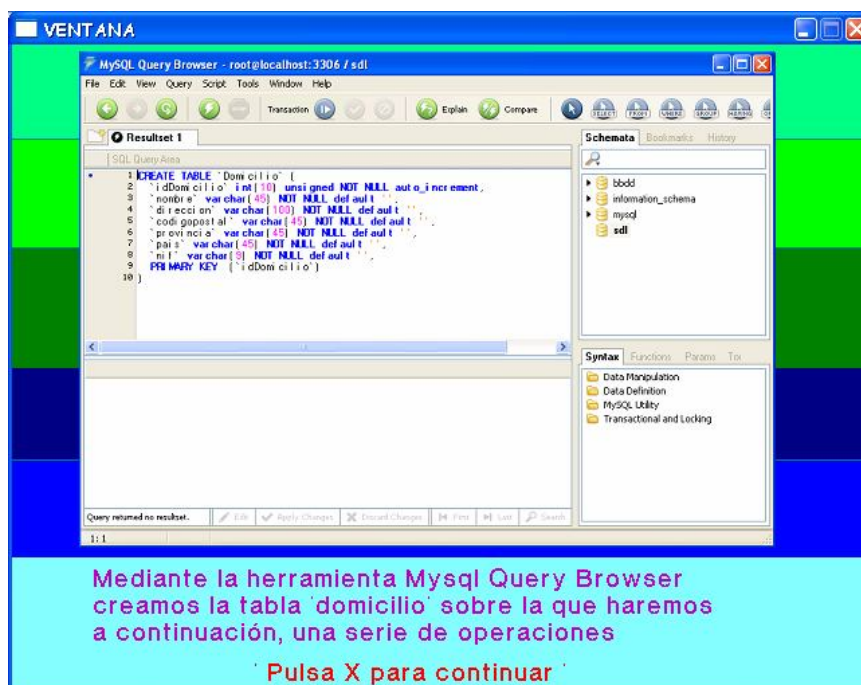 VENTANA
MySQL Query Browser - root@localhost:3306 / sdl
File Edit View Query Script Tools Window Help
Transaction Explain Compare SELECT FROM WHERE GROUP HAVING
Resultset 1
SQL Query Area
1 CREATE TABLE `Domicilio` (
2 `idDomicilio` int(10) unsigned NOT NULL auto_increment,
3 `nombre` varchar(45) NOT NULL default '',
4 `direccion` varchar(100) NOT NULL default '',
5 `codigopostal` varchar(45) NOT NULL default '',
6 `provincia` varchar(45) NOT NULL default '',
7 `pais` varchar(45) NOT NULL default '',
8 `nif` varchar(9) NOT NULL default '',
9 PRIMARY KEY (`idDomicilio`)
10 )
Schemata Bookmarks History
bbdd
information_schema
mysql
sdl
Syntax Functions Params
Data Manipulation
Data Definition
MySQL Utility
Transactional and Locking
Query returned no resultset. Edit Apply Changes Discard Changes First Last Search
1: 1
Mediante la herramienta Mysql Query Browser
creamos la tabla 'domicilio' sobre la que haremos
a continuación, una serie de operaciones
' Pulsa X para continuar '